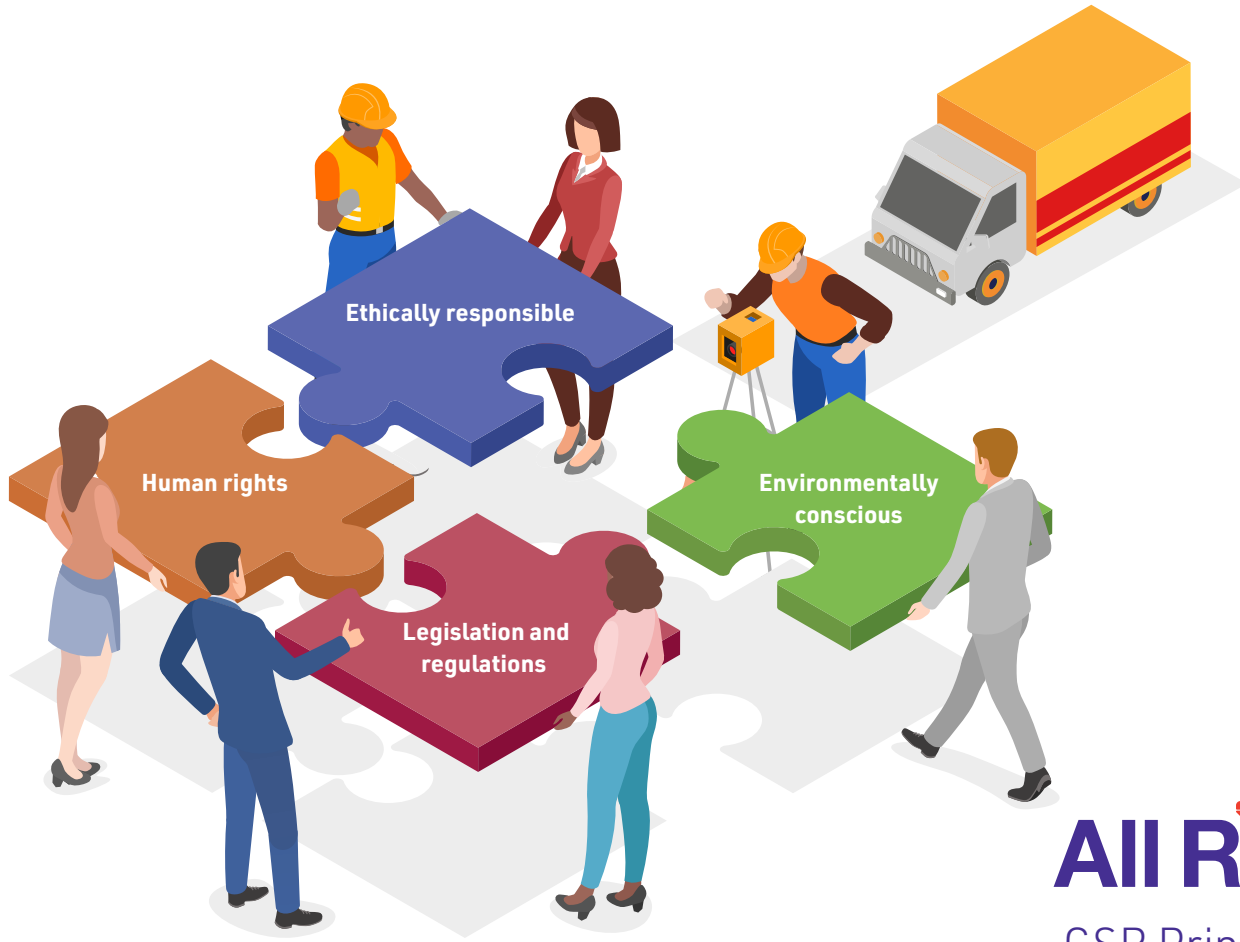 Ethically responsible
Human rights
Environmentally
conscious
Legislation and
regulations
All R
CSR Prin